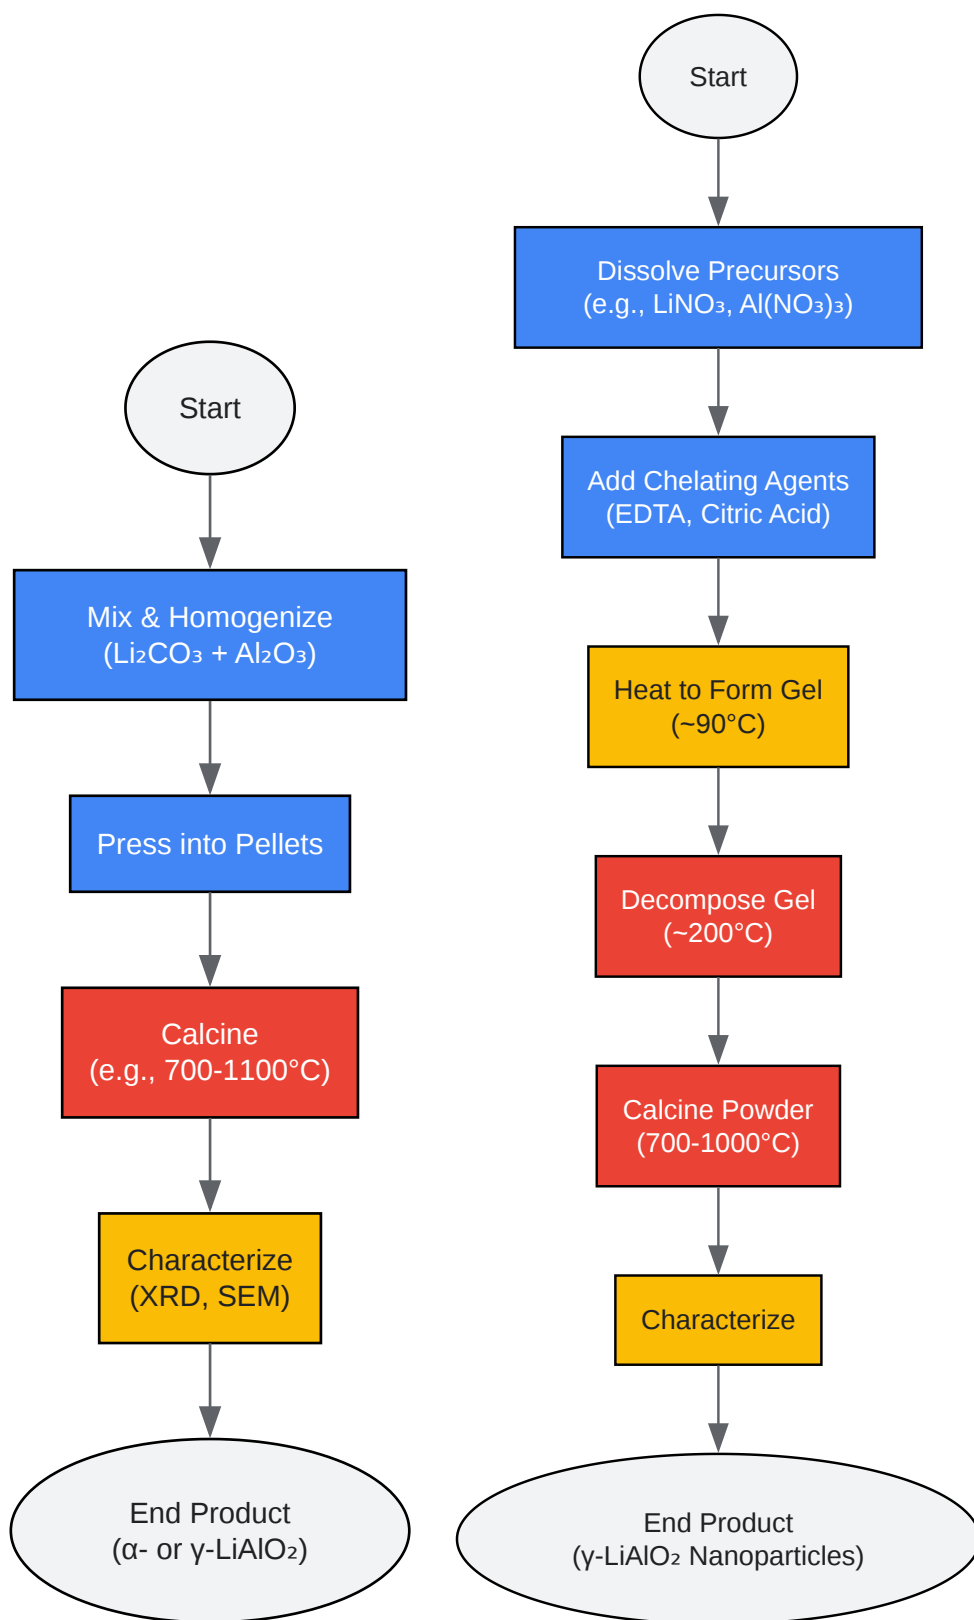 Start
Mix & Homogenize
(Li₂CO₃ + Al₂O₃)
Press into Pellets
Calcine
(e.g., 700-1100°C)
Characterize
(XRD, SEM)
End Product
(α- or γ-LiAlO₂)
Start
Dissolve Precursors
(e.g., LiNO₃, Al(NO₃)₃)
Add Chelating Agents
(EDTA, Citric Acid)
Heat to Form Gel
(~90°C)
Decompose Gel
(~200°C)
Calcine Powder
(700-1000°C)
Characterize
End Product
(γ-LiAlO₂ Nanoparticles)